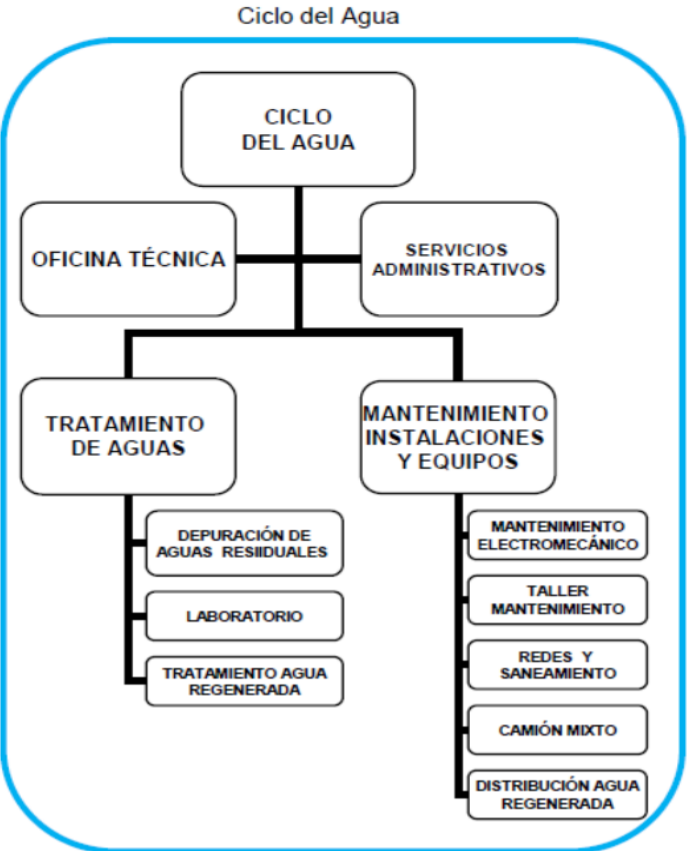 Ciclo del Agua
CICLO
DEL AGUA
OFICINA TÉCNICA
SERVICIOS
ADMINISTRATIVOS
TRATAMIENTO
DE AGUAS
MANTENIMIENTO
INSTALACIONES
Y EQUIPOS
DEPURACIÓN DE
AGUAS RESIIDUALES
LABORATORIO
TRATAMIENTO AGUA
REGENERADA
MANTENIMIENTO
ELECTROMECÁNICO
TALLER
MANTENIMIENTO
REDES Y
SANEAMIENTO
CAMIÓN MIXTO
DISTRIBUCIÓN AGUA
REGENERADA